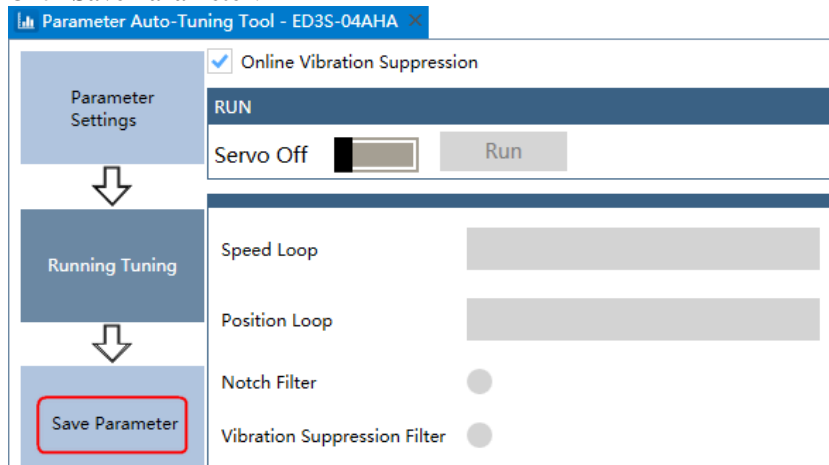 Parameter Auto-Tuning Tool - ED3S-04AHA
Parameter
Settings
Running Tuning
Save Parameter
Online Vibration Suppression
RUN
Servo Off
Run
Speed Loop
Position Loop
Notch Filter
Vibration Suppression Filter